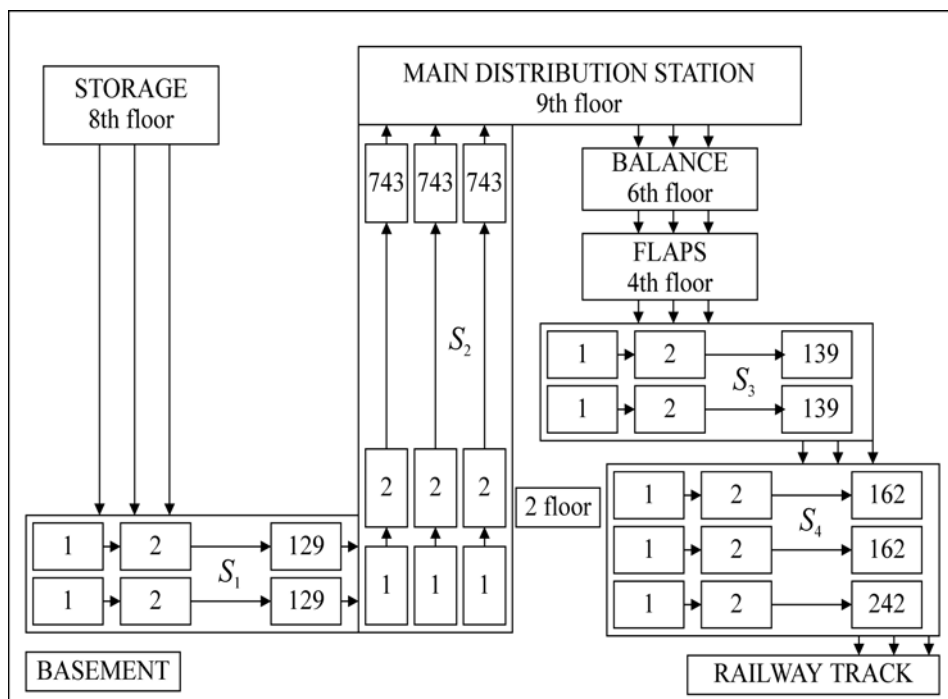 MAIN DISTRIBUTION STATION
9th floor
STORAGE
8th floor
743 743 743
BALANCE
6th floor
FLAPS
4th floor
S₂
1 2 139
S₃
1 2 139
2 2 2
2 floor
1 2 162
S₄
1 2 162
1 2 242
1 2 129
S₁
1 2 129
1 1 1
BASEMENT
RAILWAY TRACK